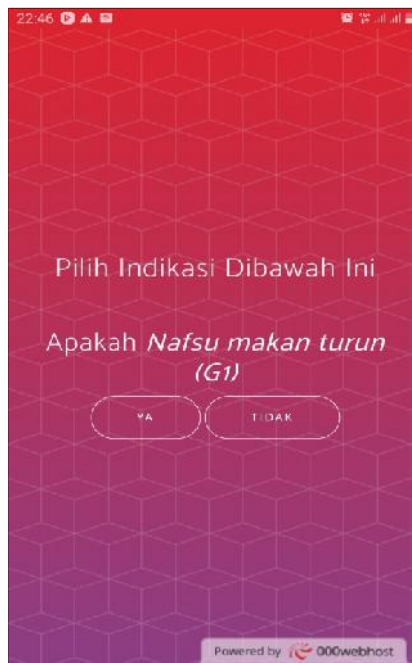 22:46
Pilih Indikasi Dibawah Ini
Apakah Nafsu makan turun
(G1)
YA
TIDAK
Powered by 000webhost